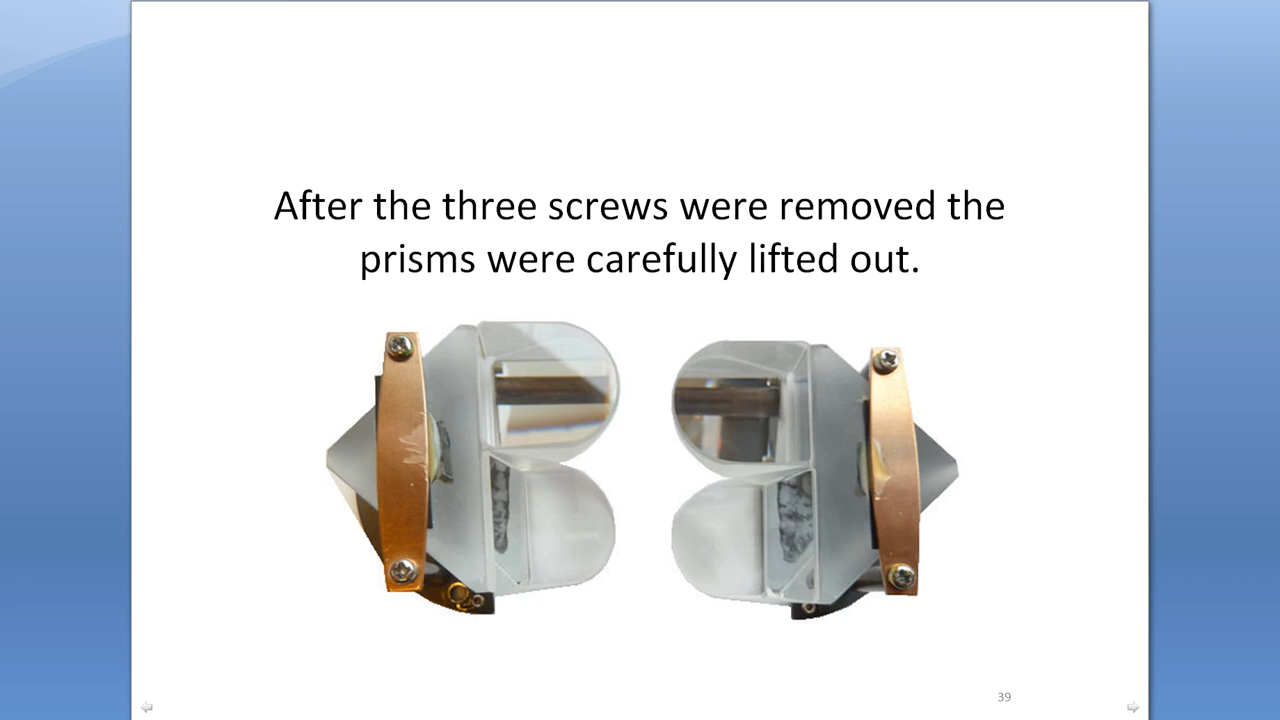 After the three screws were removed the
prisms were carefully lifted out.
39